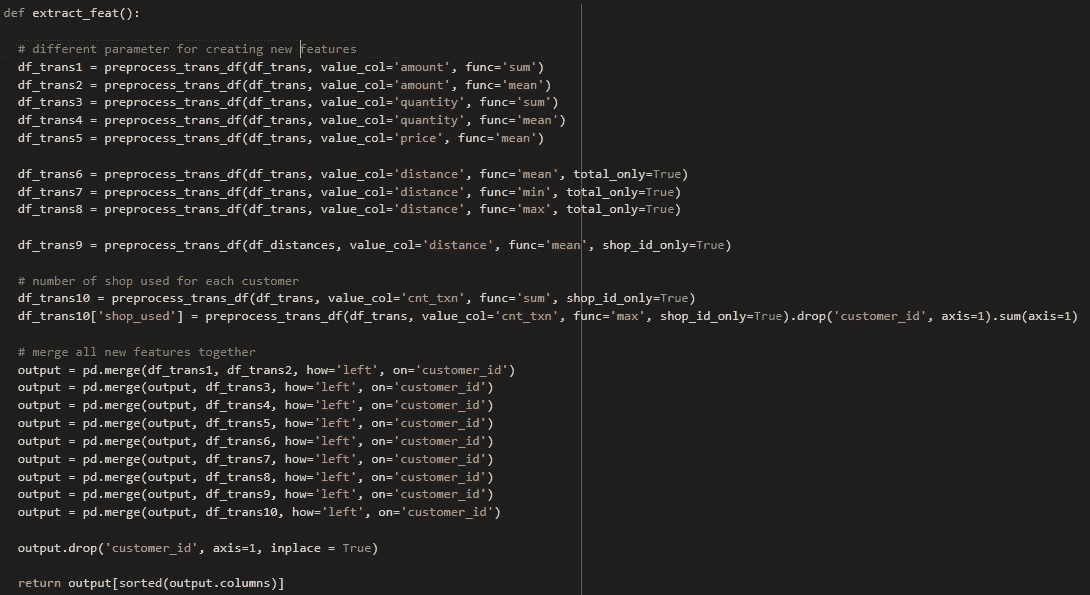 def extract_feat():
# different parameter for creating new features
df_trans1 = preprocess_trans_df(df_trans, value_col='amount', func='sum')
df_trans2 = preprocess_trans_df(df_trans, value_col='amount', func='mean')
df_trans3 = preprocess_trans_df(df_trans, value_col='quantity', func='sum')
df_trans4 = preprocess_trans_df(df_trans, value_col='quantity', func='mean')
df_trans5 = preprocess_trans_df(df_trans, value_col='price', func='mean')
df_trans6 = preprocess_trans_df(df_trans, value_col='distance', func='mean', total_only=True)
df_trans7 = preprocess_trans_df(df_trans, value_col='distance', func='min', total_only=True)
df_trans8 = preprocess_trans_df(df_trans, value_col='distance', func='max', total_only=True)
df_trans9 = preprocess_trans_df(df_distances, value_col='distance', func='mean', shop_id_only=True)
# number of shop used for each customer
df_trans10 = preprocess_trans_df(df_trans, value_col='cnt_txn', func='sum', shop_id_only=True)
df_trans10['shop_used'] = preprocess_trans_df(df_trans, value_col='cnt_txn', func='max', shop_id_only=True).drop('customer_id', axis=1).sum(axis=1)
# merge all new features together
output = pd.merge(df_trans1, df_trans2, how='left', on='customer_id')
output = pd.merge(output, df_trans3, how='left', on='customer_id')
output = pd.merge(output, df_trans4, how='left', on='customer_id')
output = pd.merge(output, df_trans5, how='left', on='customer_id')
output = pd.merge(output, df_trans6, how='left', on='customer_id')
output = pd.merge(output, df_trans7, how='left', on='customer_id')
output = pd.merge(output, df_trans8, how='left', on='customer_id')
output = pd.merge(output, df_trans9, how='left', on='customer_id')
output = pd.merge(output, df_trans10, how='left', on='customer_id')
output.drop('customer_id', axis=1, inplace = True)
return output[sorted(output.columns)]